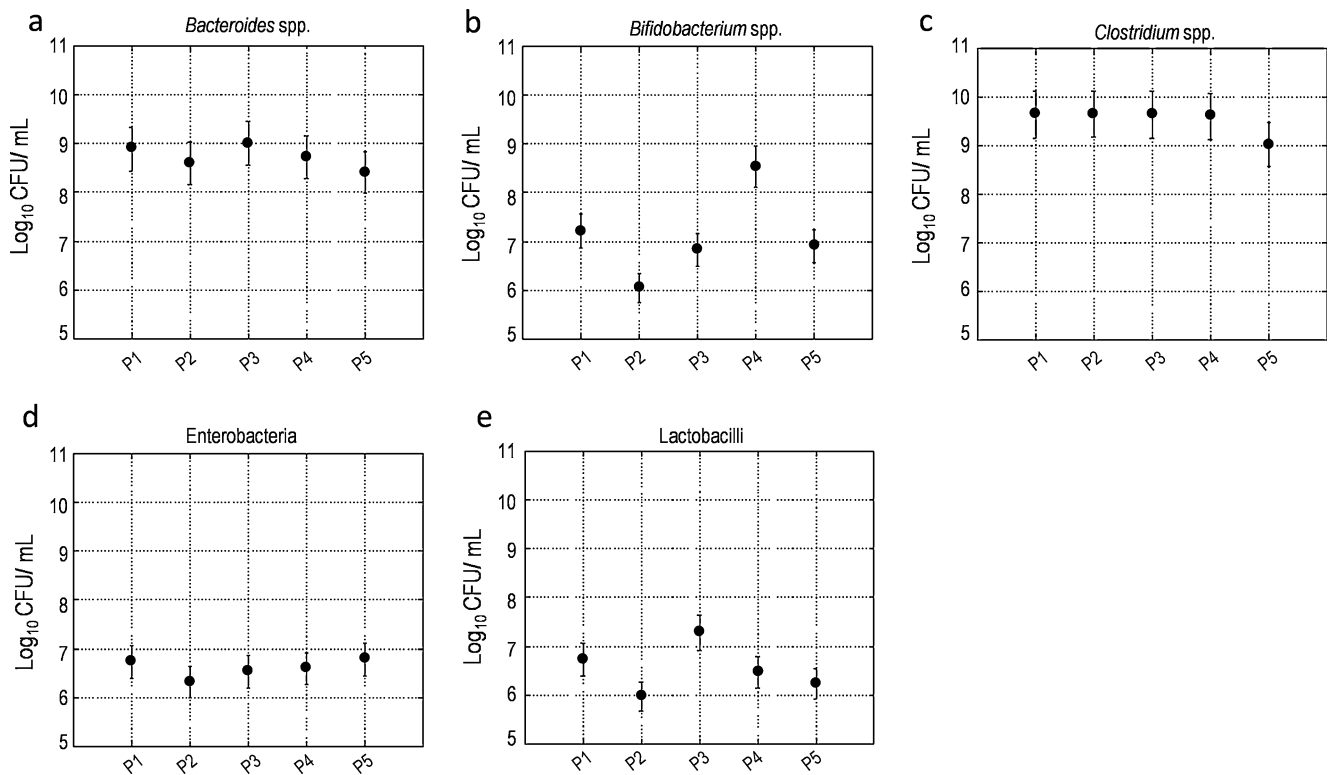 a
Bacteroides spp.
Log₁₀ CFU/ mL
11
10
9
8
7
6
5
P1
P2
P3
P4
P5
b
Bifidobacterium spp.
Log₁₀ CFU/ mL
11
10
9
8
7
6
5
P1
P2
P3
P4
P5
c
Clostridium spp.
Log₁₀ CFU/ mL
11
10
9
8
7
6
5
P1
P2
P3
P4
P5
d
Enterobacteria
Log₁₀ CFU/ mL
11
10
9
8
7
6
5
P1
P2
P3
P4
P5
e
Lactobacilli
Log₁₀ CFU/ mL
11
10
9
8
7
6
5
P1
P2
P3
P4
P5